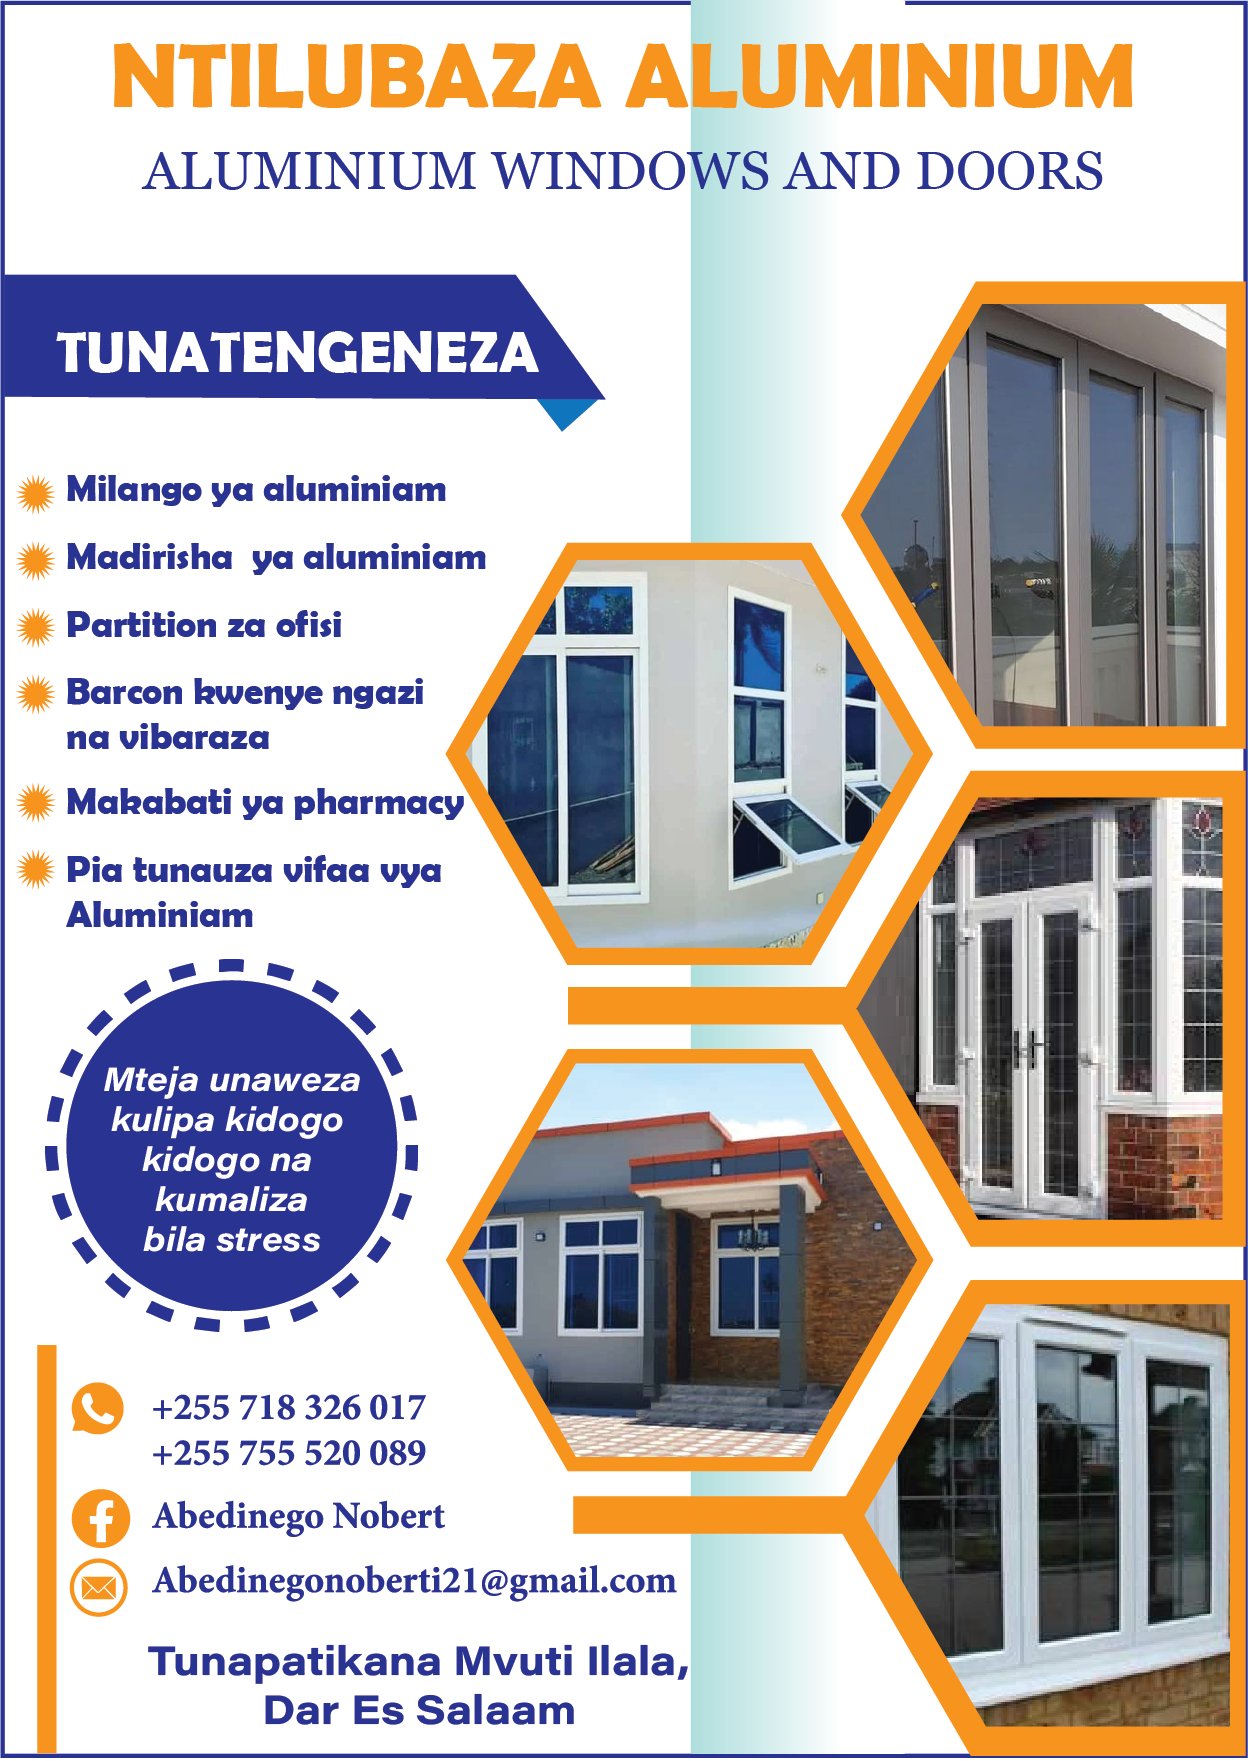 NTILUBAZA ALUMINIUM
ALUMINIUM WINDOWS AND DOORS
TUNATENGENEZA
Milango ya aluminiam
Madirisha ya aluminiam
Partition za ofisi
Barcon kwenye ngazi
na vibaraza
Makabati ya pharmacy
Pia tunauza vifaa vya
Aluminiam
Mteja unaweza
kulipa kidogo
kidogo na
kumaliza
bila stress
+255 718 326 017
+255 755 520 089
Abedinego Nobert
Abedinegonoberti21@gmail.com
Tunapatikana Mvuti Ilala,
Dar Es Salaam